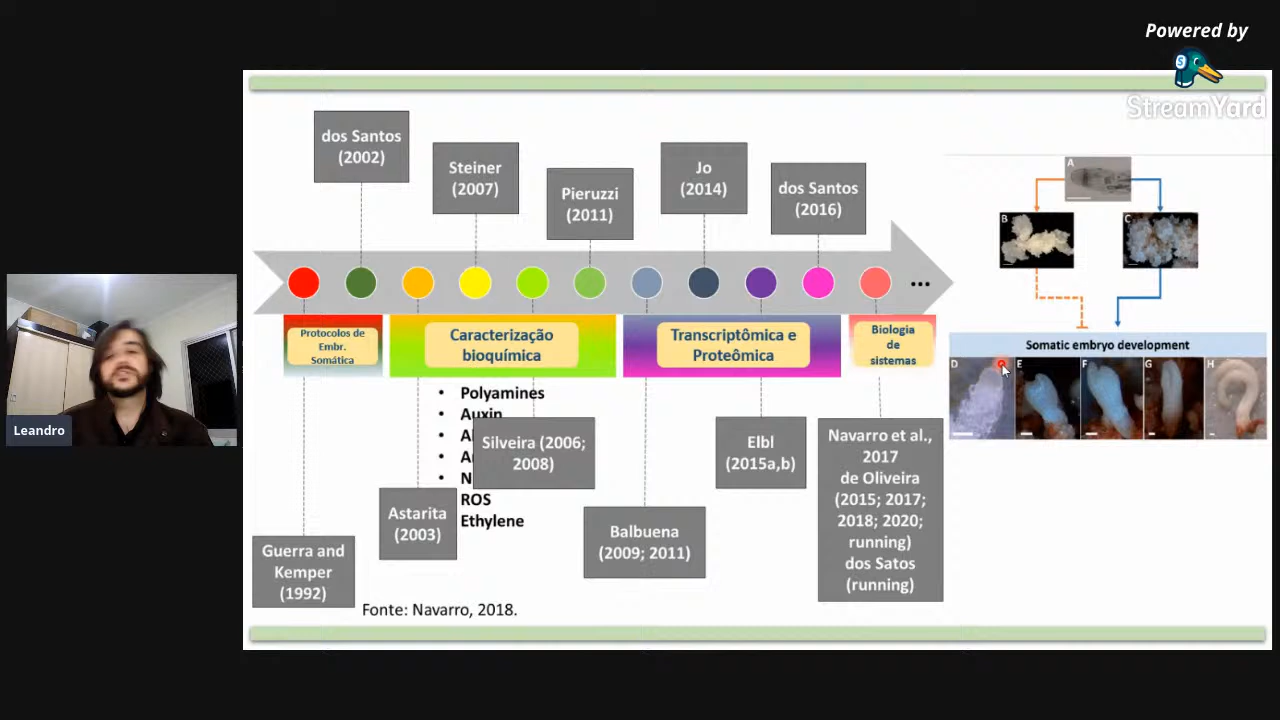 Powered by
StreamYard
dos Santos
(2002)
Steiner
(2007)
Pieruzzi
(2011)
Jo
(2014)
dos Santos
(2016)
...
Protocolos de
Embr.
Somática
Caracterização
bioquímica
Transcriptômica e
Proteômica
Biologia
de
sistemas
• Polyamines
• Auxin
•
•
• N
ROS
Ethylene
Silveira (2006;
2008)
Astarita
(2003)
Guerra and
Kemper
(1992)
Balbuena
(2009; 2011)
Elbl
(2015a,b)
Navarro et al.,
2017
de Oliveira
(2015; 2017;
2018; 2020;
running)
dos Satos
(running)
Fonte: Navarro, 2018.
A
B
C
Somatic embryo development
D
E
F
G
H
Leandro